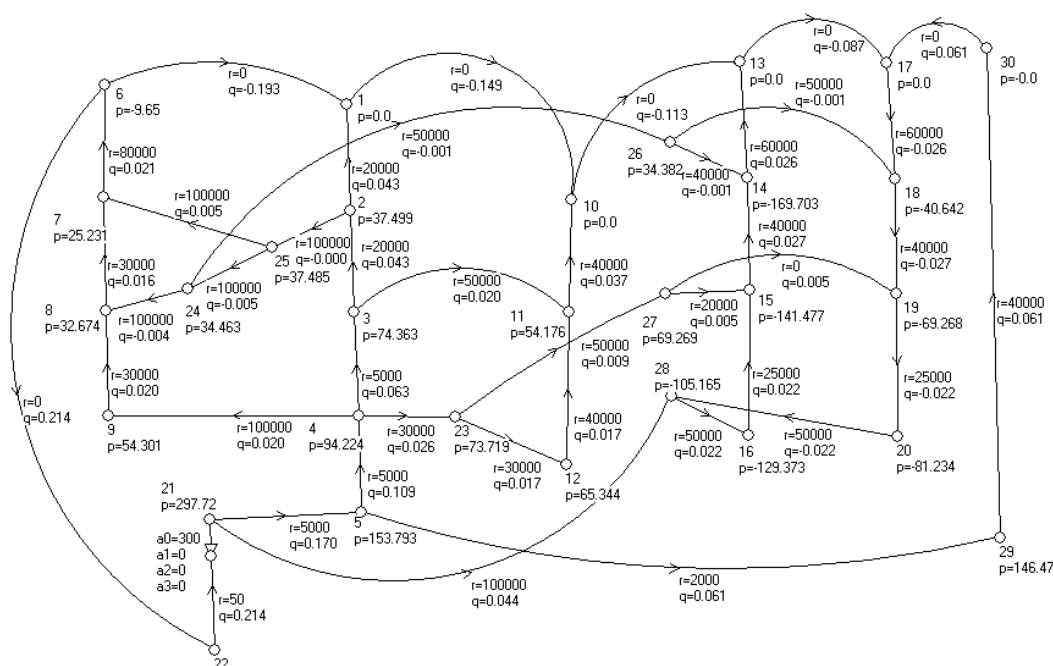 r=0
q=-0.087
r=0
q=0.061
30
p=-0.0
13
p=0.0
17
p=0.0
r=0
q=-0.149
r=0
q=-0.193
6
p=-9.65
1
p=0.0
r=50000
q=-0.001
r=0
q=-0.113
r=50000
q=-0.001
26
p=34.382
r=60000
q=0.026
r=60000
q=-0.026
r=80000
q=0.021
r=20000
q=0.043
r=40000
q=-0.001
14
p=-169.703
18
p=-40.642
r=100000
q=0.005
7
p=25.231
2
p=37.499
10
p=0.0
r=100000
q=-0.000
25
p=37.485
r=20000
q=0.043
r=40000
q=0.027
r=40000
q=-0.027
r=30000
q=0.016
r=100000
q=-0.005
r=50000
q=0.020
r=40000
q=0.037
r=0
q=0.005
24
p=34.463
8
p=32.674
r=100000
q=-0.004
3
p=74.363
11
p=54.176
r=20000
q=0.005
15
p=-141.477
19
p=-69.268
27
p=69.269
r=40000
q=0.061
r=50000
q=0.009
r=30000
q=0.020
r=5000
q=0.063
28
p=-105.165
r=25000
q=0.022
r=25000
q=-0.022
r=0
q=0.214
9
p=54.301
r=100000
q=0.020
4
p=94.224
r=30000
q=0.026
23
p=73.719
r=40000
q=0.017
r=50000
q=0.022
16
p=-129.373
r=50000
q=-0.022
20
p=-81.234
r=30000
q=0.017
12
p=65.344
r=5000
q=0.109
21
p=297.72
r=5000
q=0.170
5
p=153.793
a0=300
a1=0
a2=0
a3=0
29
p=146.47
r=100000
q=0.044
r=2000
q=0.061
r=50
q=0.214
22